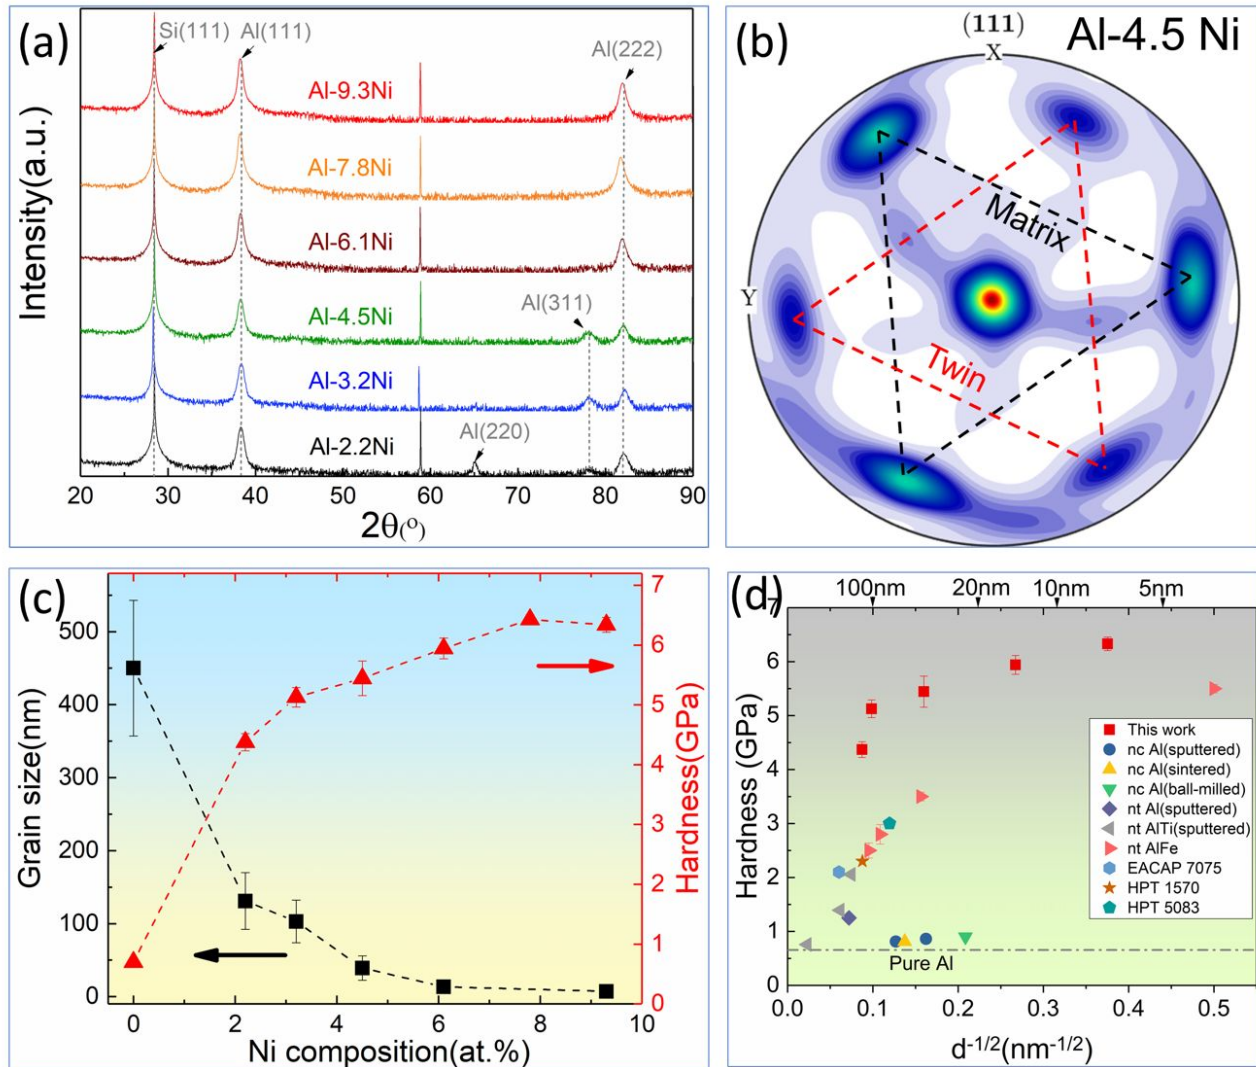 (a)
Si(111)
Al(111)
Al(222)
Al-9.3Ni
Al-7.8Ni
Al-6.1Ni
Al(311)
Al-4.5Ni
Al-3.2Ni
Al(220)
Al-2.2Ni
Intensity(a.u.)
20 30 40 50 60 70 80 90
2θ(º)
(b)
(111)
X
Al-4.5 Ni
Y
Matrix
Twin
(c)
500
400
300
200
100
0
Grain size(nm)
7
6
5
4
3
2
1
0
Hardness(GPa)
0 2 4 6 8 10
Ni composition(at.%)
(d)
100nm 20nm 10nm 5nm
7
6
5
4
3
2
1
0
Hardness (GPa)
This work
nc Al(sputtered)
nc Al(sintered)
nc Al(ball-milled)
nt Al(sputtered)
nt AlTi(sputtered)
nt AlFe
EACAP 7075
HPT 1570
HPT 5083
Pure Al
0.0 0.1 0.2 0.3 0.4 0.5
d-1/2(nm-1/2)